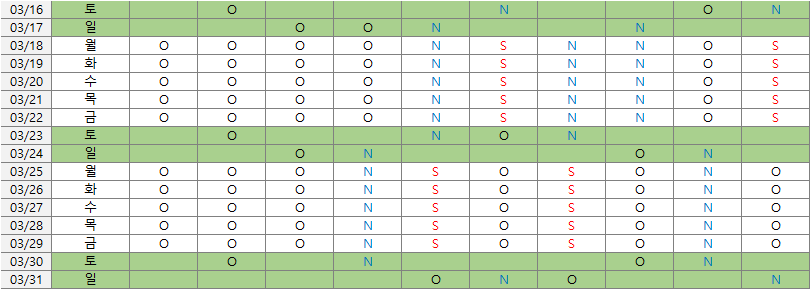 03/16 토 O N O N
03/17 일 O O N N
03/18 월 O O O O N S N N O S
03/19 화 O O O O N S N N O S
03/20 수 O O O O N S N N O S
03/21 목 O O O O N S N N O S
03/22 금 O O O O N S N N O S
03/23 토 O N O N
03/24 일 O N O N
03/25 월 O O O N S O S O N O
03/26 화 O O O N S O S O N O
03/27 수 O O O N S O S O N O
03/28 목 O O O N S O S O N O
03/29 금 O O O N S O S O N O
03/30 토 O N O N
03/31 일 O N O N